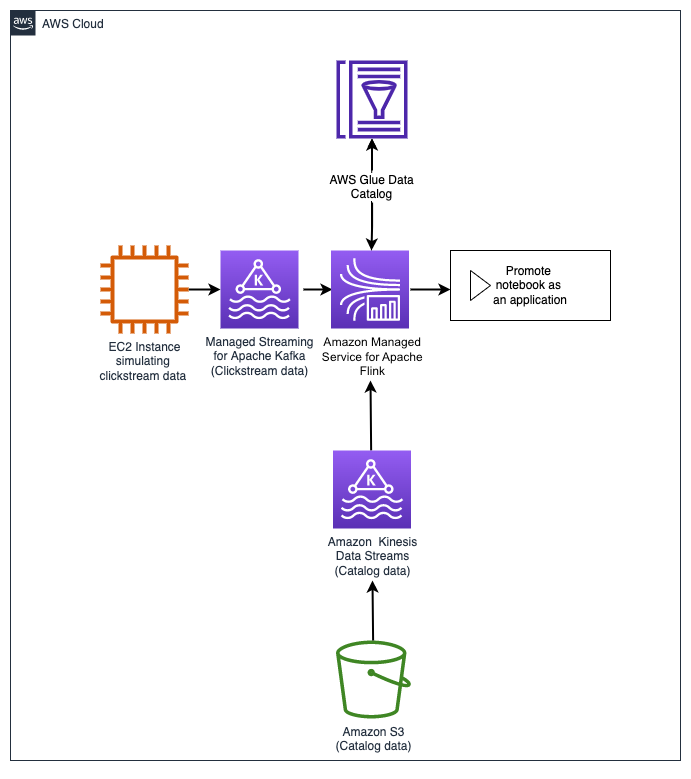 aws
AWS Cloud
AWS Glue Data
Catalog
EC2 Instance
simulating
clickstream data
K
Managed Streaming
for Apache Kafka
(Clickstream data)
Amazon Managed
Service for Apache
Flink
Promote
notebook as
an application
K
Amazon  Kinesis
Data Streams
(Catalog data)
Amazon S3
(Catalog data)